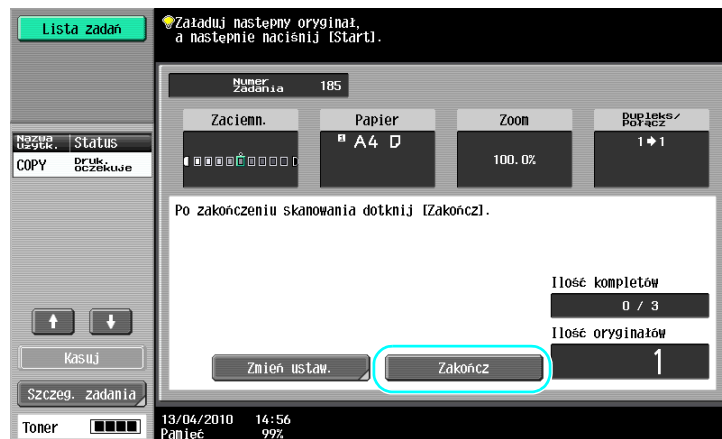 Lista zadań
Załaduj następny oryginał,
a następnie naciśnij [Start].
Numer
Zadania
185
Zaciemn.
Papier
Zoom
Dupleks/
Połącz
A4
100.0%
1➔1
Nazwa
użytk.
Status
COPY
Druk.
oczekuje
Po zakończeniu skanowania dotknij [Zakończ].
Ilość kompletów
0 / 3
Ilość oryginałów
1
Kasuj
Zmień ustaw.
Zakończ
Szczeg. zadania
Toner
13/04/2010 14:56
Pamięć 99%